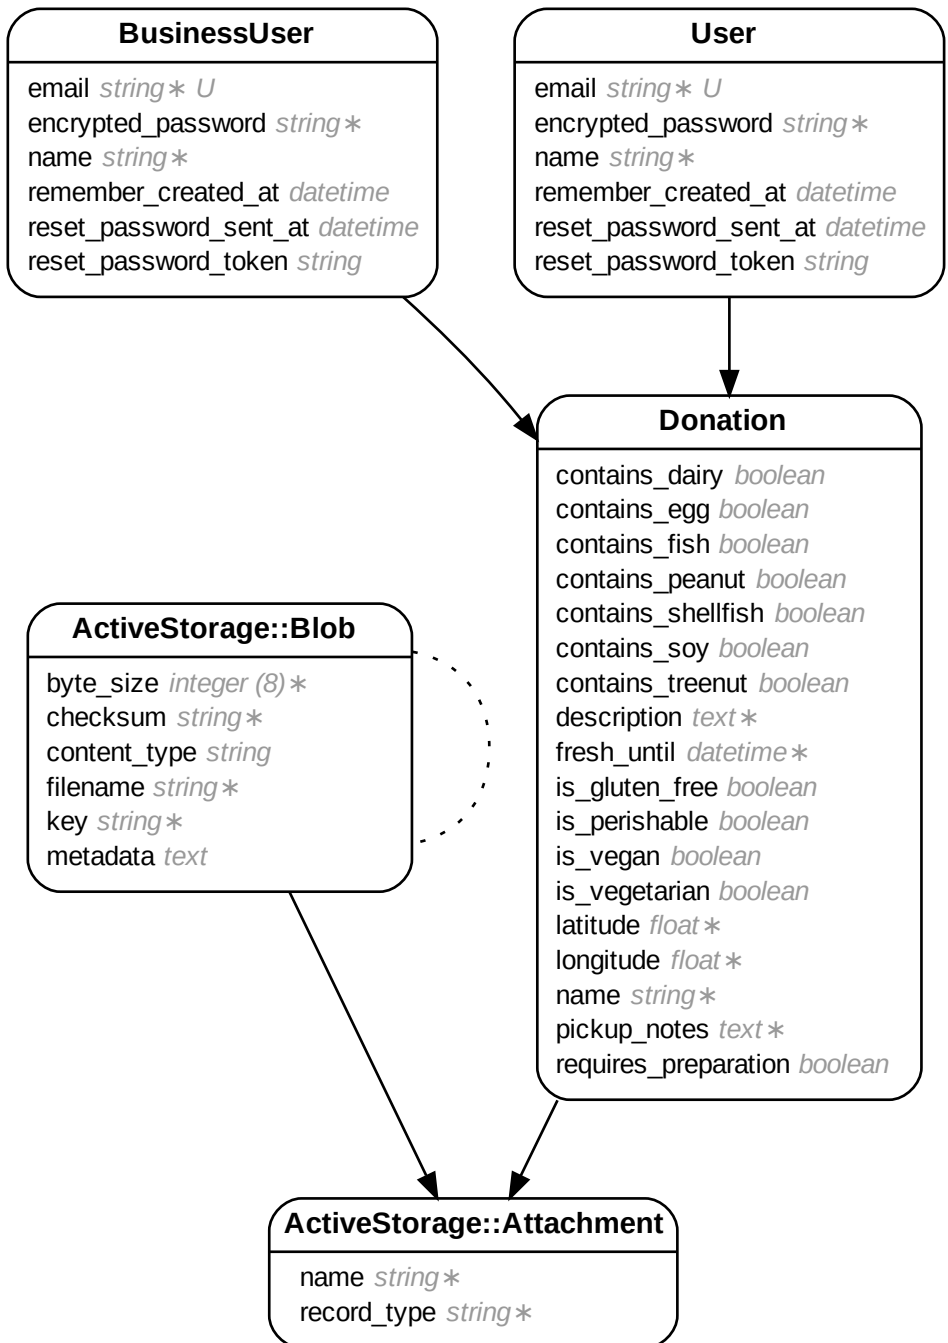 BusinessUser
email string∗ U
encrypted_password string∗
name string∗
remember_created_at datetime
reset_password_sent_at datetime
reset_password_token string
User
email string∗ U
encrypted_password string∗
name string∗
remember_created_at datetime
reset_password_sent_at datetime
reset_password_token string
Donation
contains_dairy boolean
contains_egg boolean
contains_fish boolean
contains_peanut boolean
contains_shellfish boolean
contains_soy boolean
contains_treenut boolean
description text∗
fresh_until datetime∗
is_gluten_free boolean
is_perishable boolean
is_vegan boolean
is_vegetarian boolean
latitude float∗
longitude float∗
name string∗
pickup_notes text∗
requires_preparation boolean
ActiveStorage::Blob
byte_size integer (8)∗
checksum string∗
content_type string
filename string∗
key string∗
metadata text
ActiveStorage::Attachment
name string∗
record_type string∗